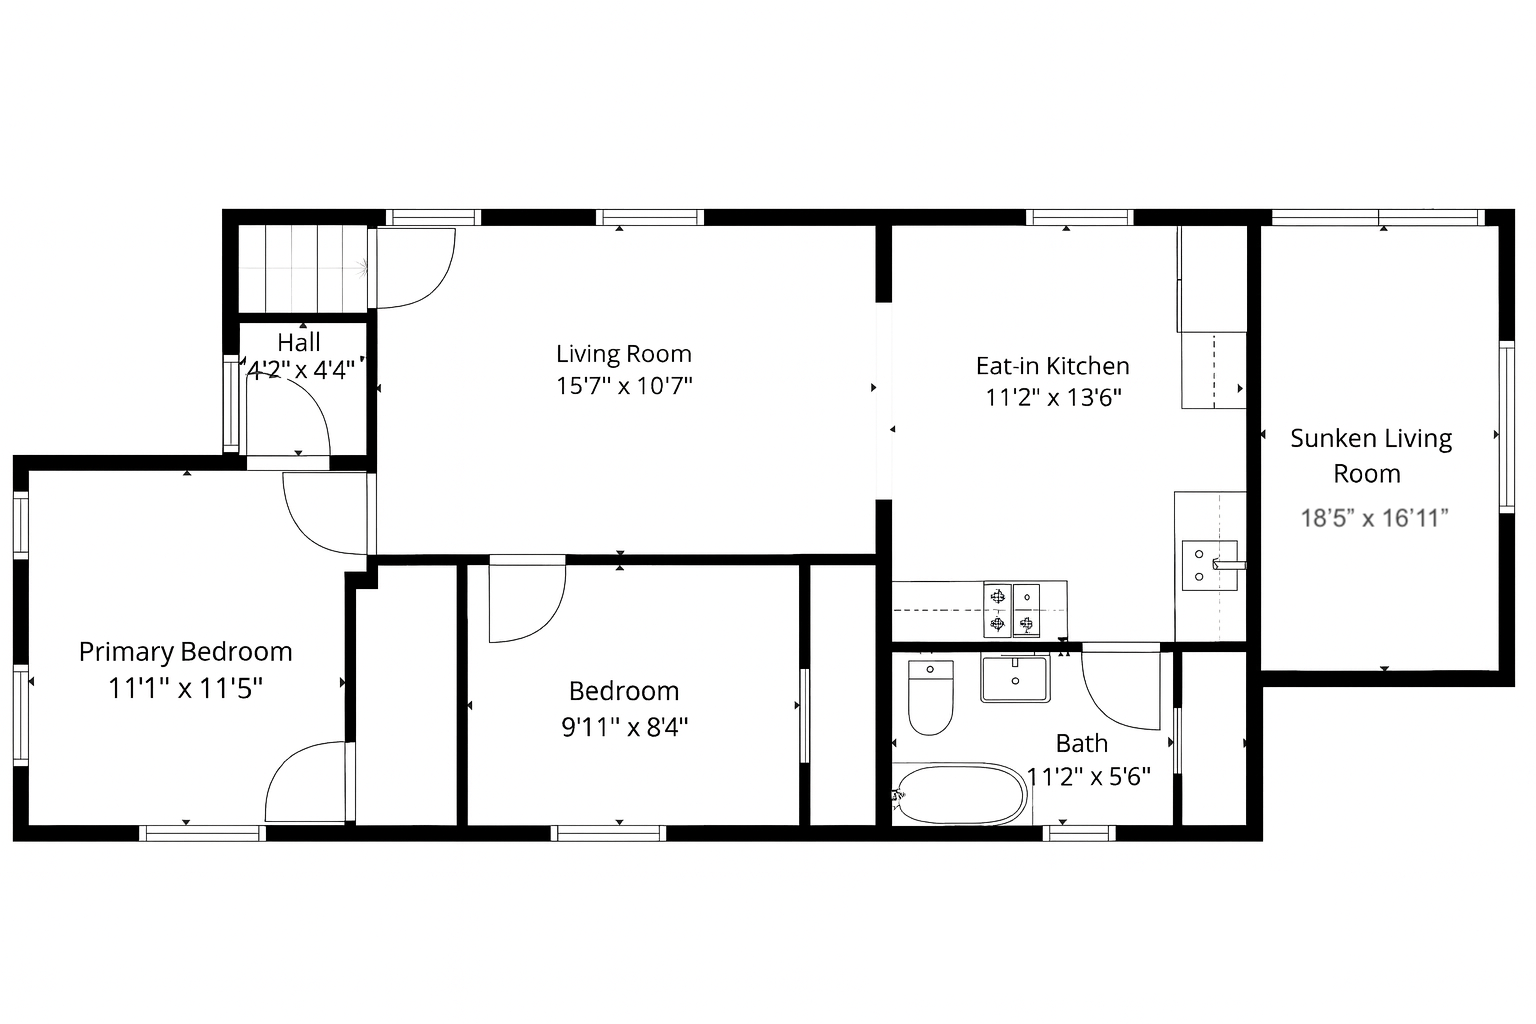 Hall
4'2" x 4'4"
Living Room
15'7" x 10'7"
Eat-in Kitchen
11'2" x 13'6"
Sunken Living
Room
18'5” x 16'11”
Primary Bedroom
11'1" x 11'5"
Bedroom
9'11" x 8'4"
Bath
11'2" x 5'6"